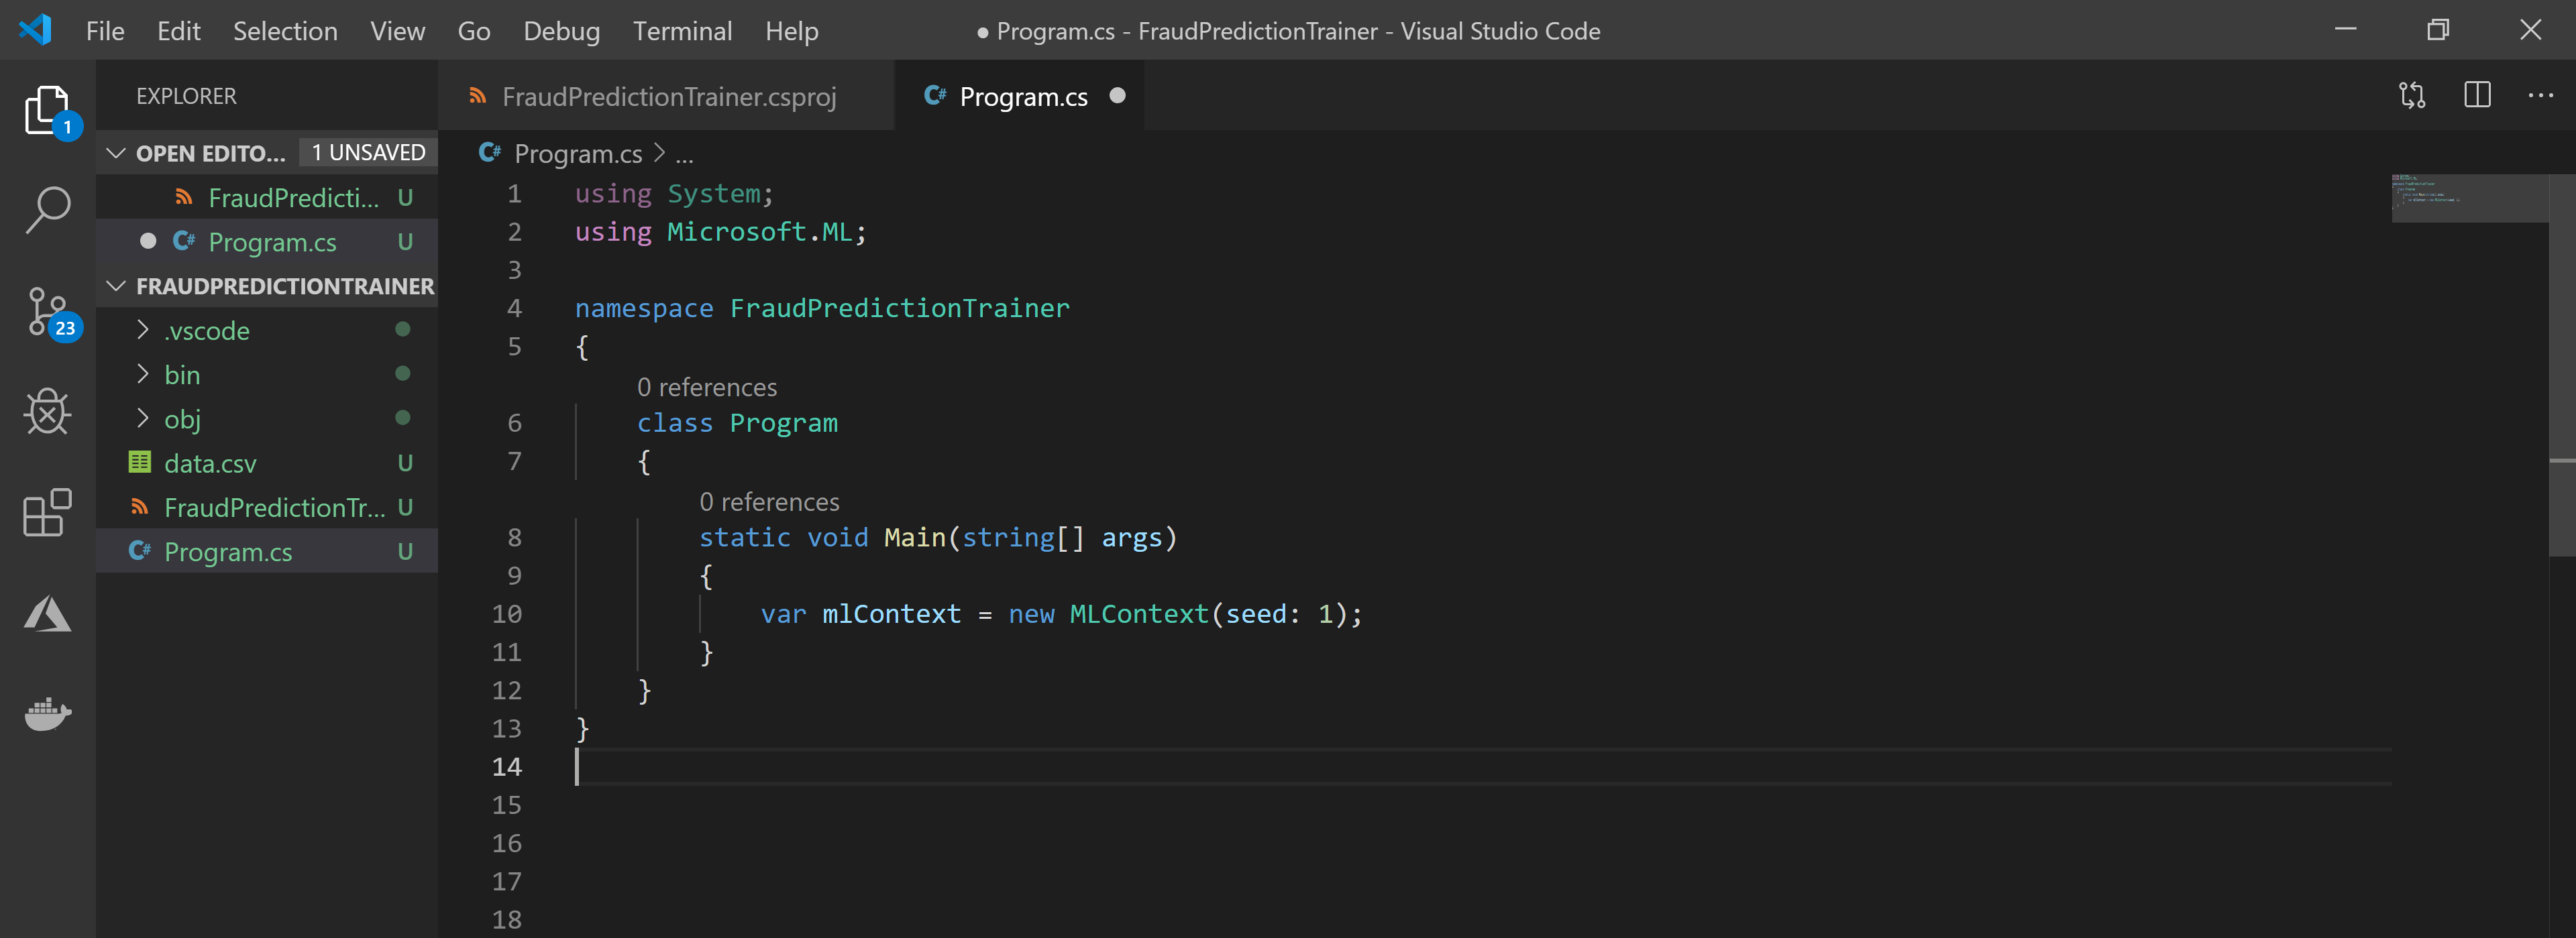 File Edit Selection View Go Debug Terminal Help ● Program.cs - FraudPredictionTrainer - Visual Studio Code
EXPLORER
OPEN EDITO... 1 UNSAVED
FraudPredicti... U
C# Program.cs U
FRAUDPREDICTIONTRAINER
.vscode
bin
obj
data.csv U
FraudPredictionTr... U
C# Program.cs U
1
23
FraudPredictionTrainer.csproj C# Program.cs
C# Program.cs > ...
1 using System;
2 using Microsoft.ML;
3
4 namespace FraudPredictionTrainer
5 {
0 references
6 class Program
7 {
0 references
8 static void Main(string[] args)
9 {
10 var mlContext = new MLContext(seed: 1);
11 }
12 }
13 }
14
15
16
17
18